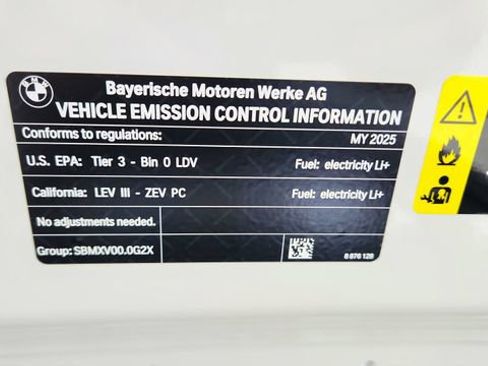 BMW
Bayerische Motoren Werke AG
VEHICLE EMISSION CONTROL INFORMATION
Conforms to regulations: MY 2025
U.S. EPA: Tier 3 - Bin 0 LDV Fuel: electricity Li+
California: LEV III - ZEV PC Fuel: electricity Li+
No adjustments needed.
Group: SBMXV00.0G2X
6 876 128